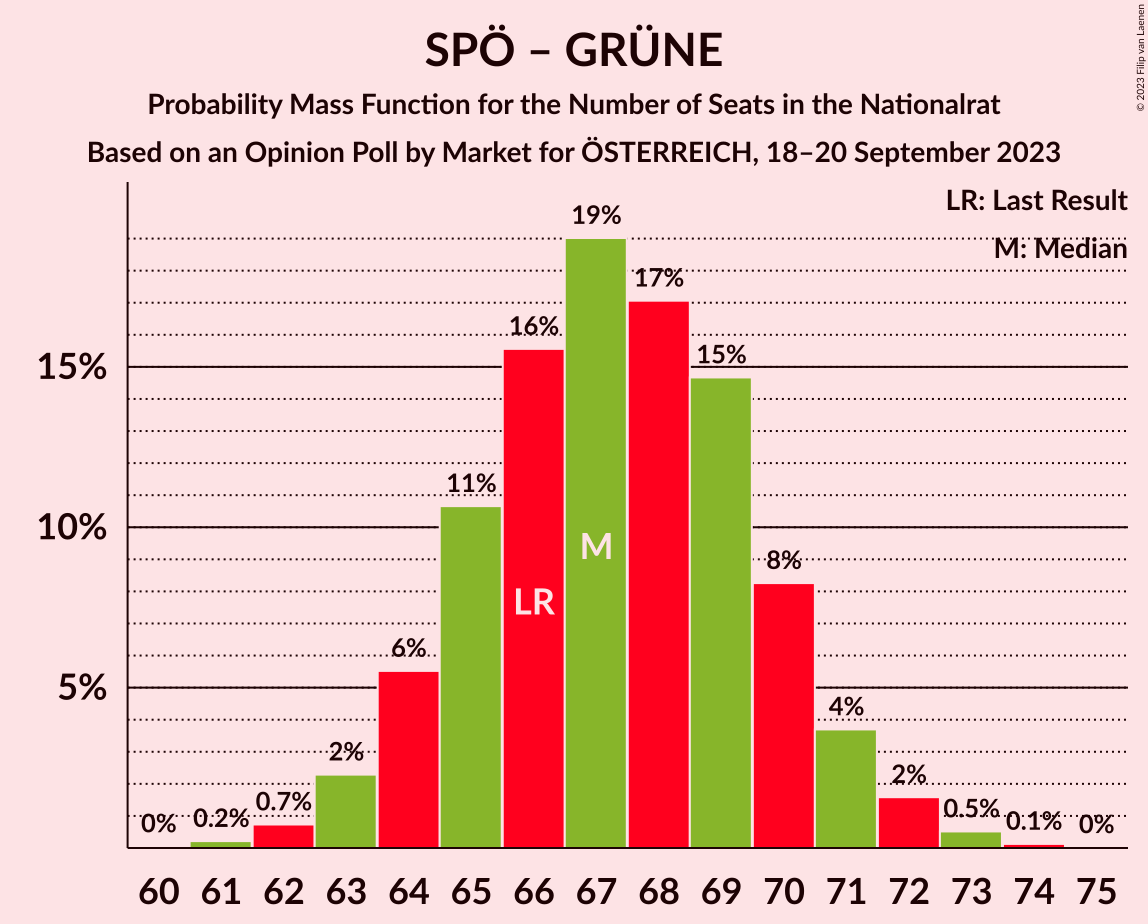 SPÖ – GRÜNE
Probability Mass Function for the Number of Seats in the Nationalrat
Based on an Opinion Poll by Market for ÖSTERREICH, 18–20 September 2023
© 2023 Filip van Laenen
LR: Last Result
M: Median
15%
10%
5%
0%
0.2%
0.7%
2%
6%
11%
16%
19%
17%
15%
8%
4%
2%
0.5%
0.1%
0%
LR
M
60 61 62 63 64 65 66 67 68 69 70 71 72 73 74 75